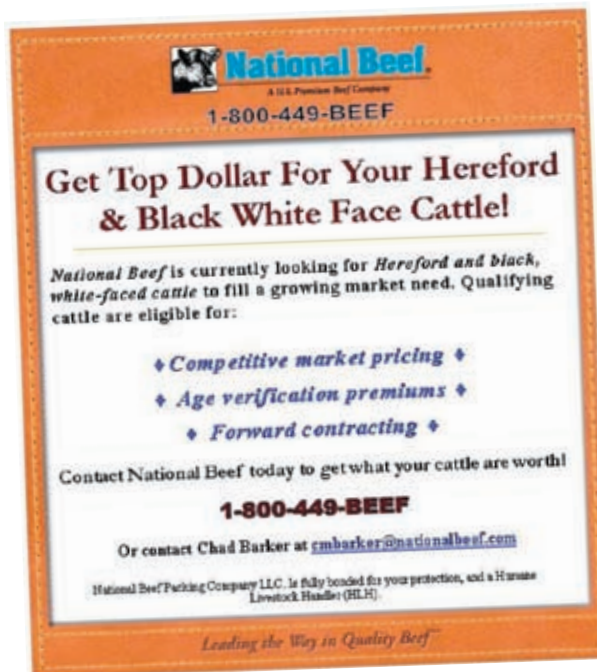 National Beef.
A U.S. Premium Beef Company
1-800-449-BEEF
Get Top Dollar For Your Hereford
& Black White Face Cattle!
National Beef is currently looking for Hereford and black,
white-faced cattle to fill a growing market need. Qualifying
cattle are eligible for:
♦ Competitive market pricing ♦
♦ Age verification premiums ♦
♦ Forward contracting ♦
Contact National Beef today to get what your cattle are worth!
1-800-449-BEEF
Or contact Chad Barker at cmbarker@nationalbeef.com
National Beef Packing Company LLC. is fully bonded for your protection, and a Humane
Livestock Handler (HLH).
Leading the Way in Quality Beef™